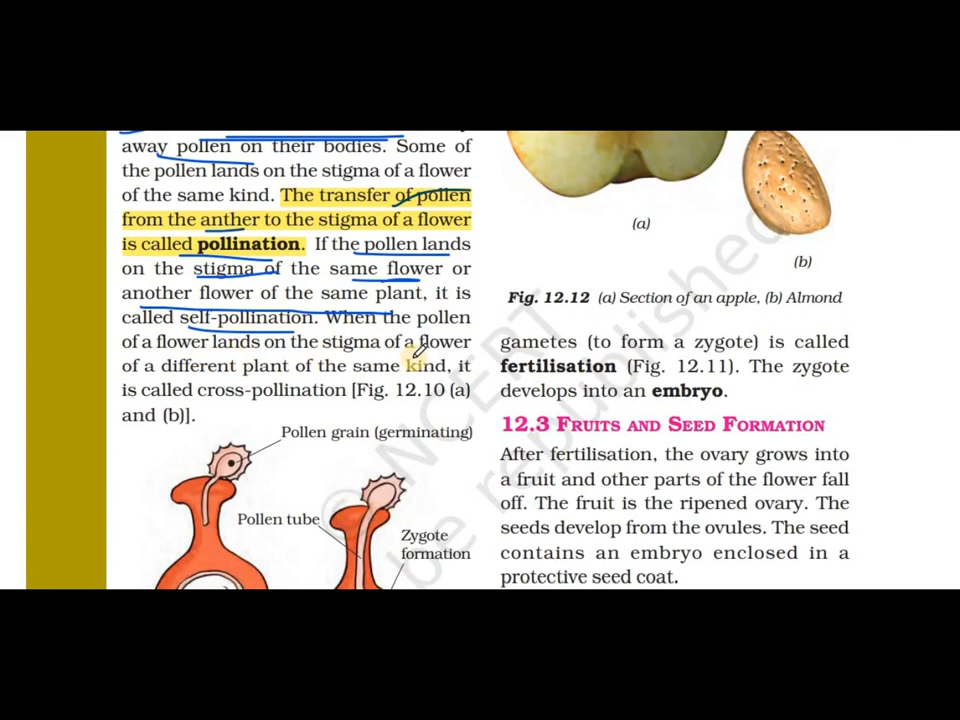 away pollen on their bodies. Some of
the pollen lands on the stigma of a flower
of the same kind. The transfer of pollen
from the anther to the stigma of a flower
is called pollination. If the pollen lands
on the stigma of the same flower or
another flower of the same plant, it is
called self-pollination. When the pollen
of a flower lands on the stigma of a flower
of a different plant of the same kind, it
is called cross-pollination [Fig. 12.10 (a)
and (b)].
Pollen grain (germinating)
Pollen tube
Zygote
formation
(a)
(b)
Fig. 12.12 (a) Section of an apple, (b) Almond
gametes (to form a zygote) is called
fertilisation (Fig. 12.11). The zygote
develops into an embryo.
12.3 FRUITS AND SEED FORMATION
After fertilisation, the ovary grows into
a fruit and other parts of the flower fall
off. The fruit is the ripened ovary. The
seeds develop from the ovules. The seed
contains an embryo enclosed in a
protective seed coat.
© NCERT
be republished